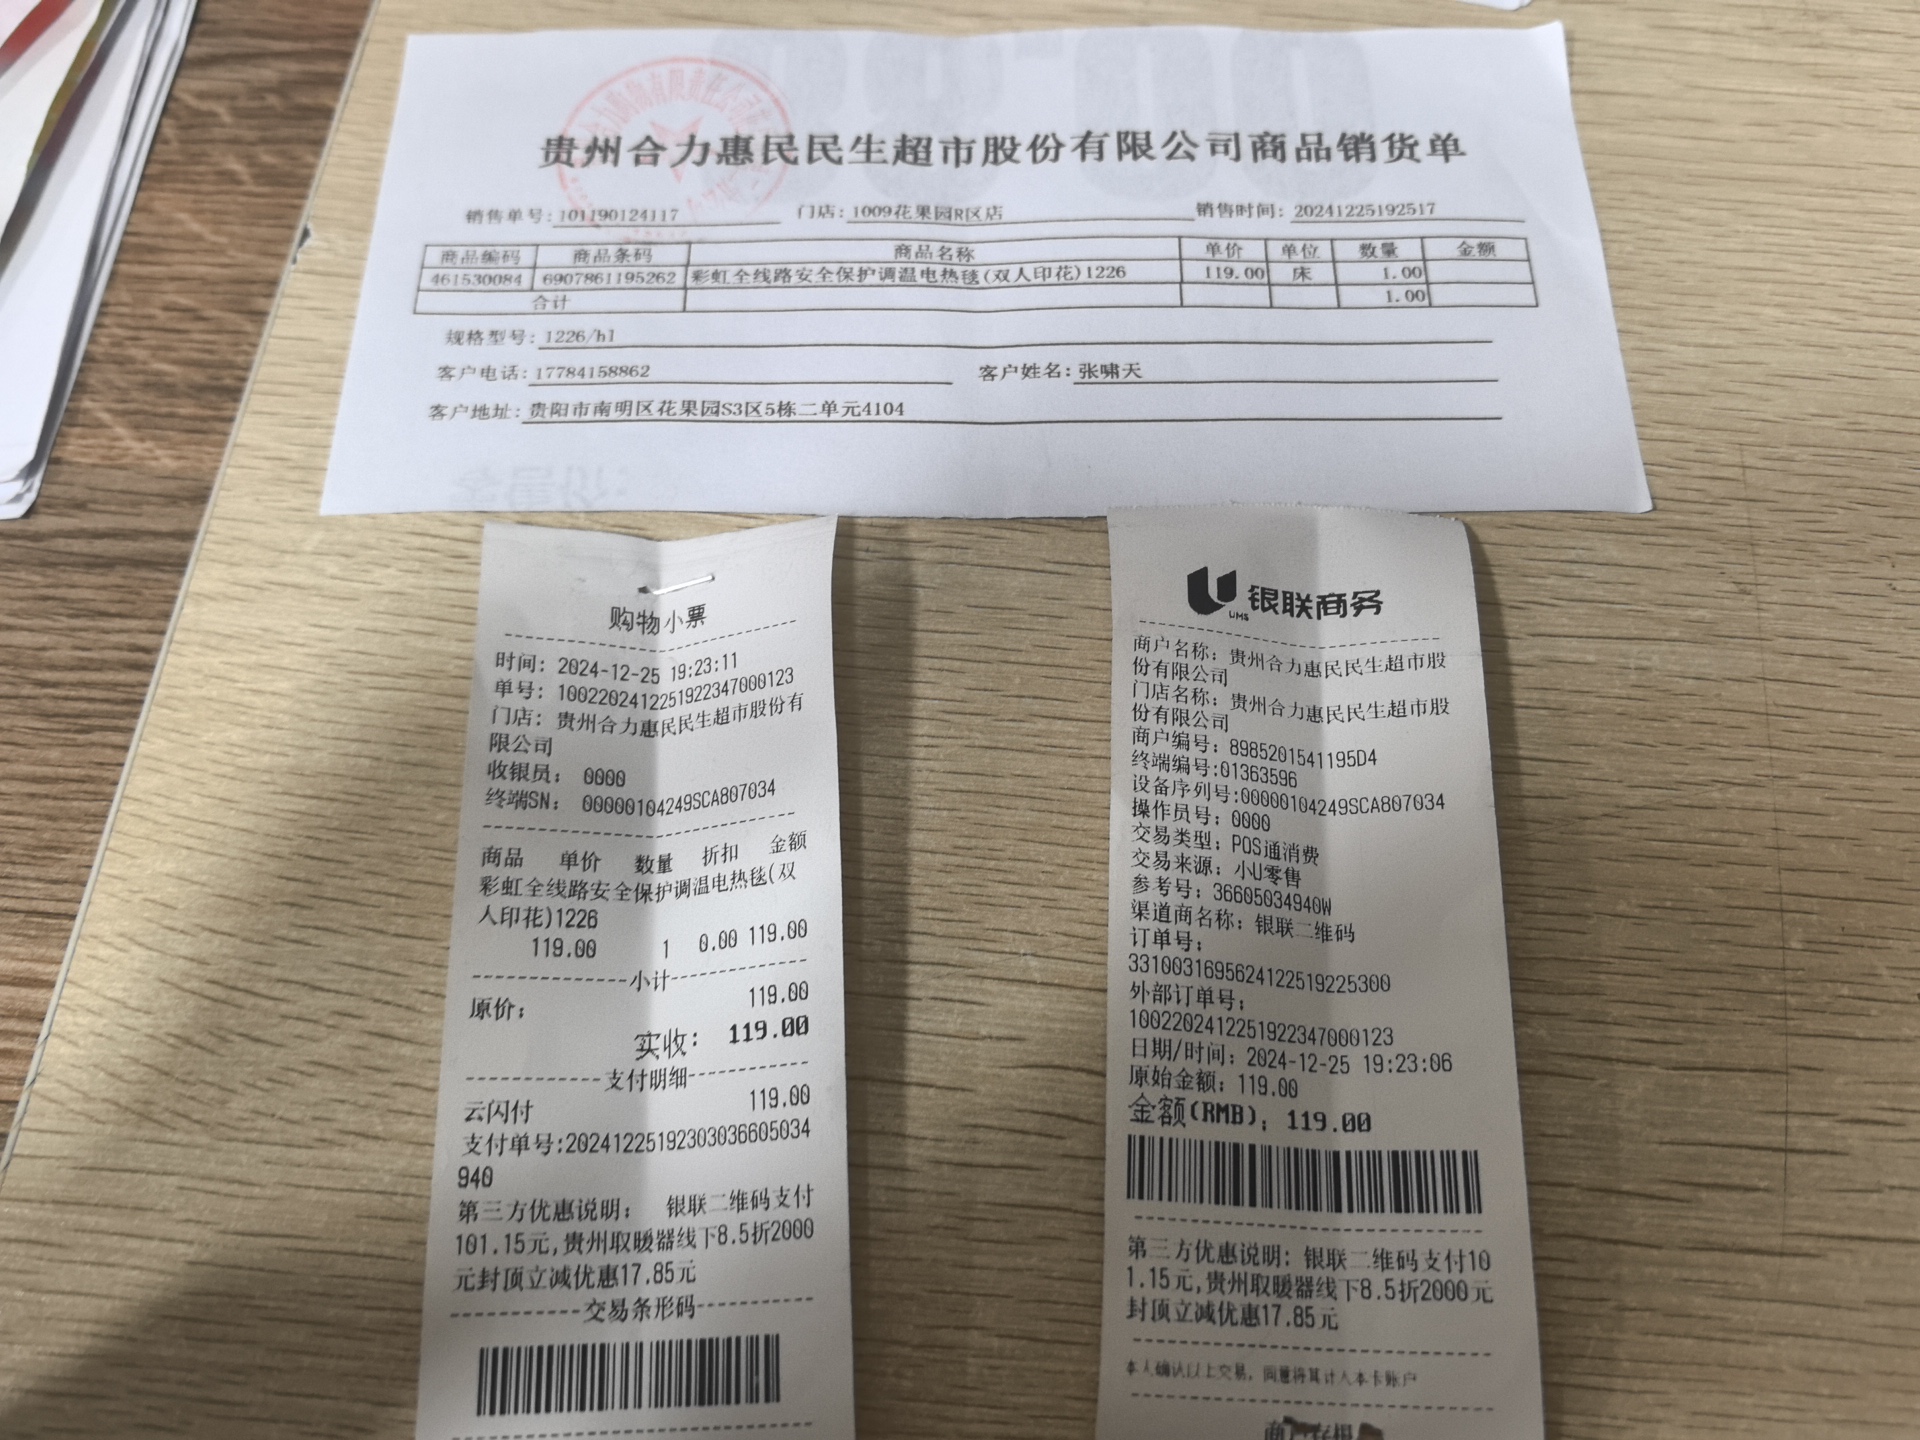 贵州合力惠民民生超市股份有限公司商品销货单
销售单号: 101190124117 门店: 1009花果园R区店 销售时间: 20241225192517
商品编码 商品条码 商品名称 单价 单位 数量 金额
461530084 6907861195262 彩虹全线路安全保护调温电热毯(双人印花)1226 119.00 床 1.00
合计 1.00
规格型号: 1226/hl
客户电话: 17784158862 客户姓名: 张啸天
客户地址: 贵阳市南明区花果园S3区5栋二单元4104
购物小票
时间: 2024-12-25 19:23:11
单号: 1002202412251922347000123
门店: 贵州合力惠民民生超市股份有
限公司
收银员: 0000
终端SN: 00000104249SCA807034
商品 单价 数量 折扣 金额
彩虹全线路安全保护调温电热毯(双
人印花)1226
119.00 1 0.00 119.00
小计
原价: 119.00
实收: 119.00
支付明细
云闪付 119.00
支付单号:20241225192303036605034
940
第三方优惠说明: 银联二维码支付
101.15元,贵州取暖器线下8.5折2000
元封顶立减优惠17.85元
交易条形码
UMS 银联商务
商户名称: 贵州合力惠民民生超市股
份有限公司
门店名称: 贵州合力惠民民生超市股
份有限公司
商户编号: 8985201541195D4
终端编号:01363596
设备序列号:00000104249SCA807034
操作员号: 0000
交易类型: POS通消费
交易来源: 小U零售
参考号: 36605034940W
渠道商名称: 银联二维码
订单号:
33100316956241225192253​00
外部订单号:
1002202412251922347000123
日期/时间: 2024-12-25 19:23:06
原始金额: 119.00
金额(RMB): 119.00
第三方优惠说明: 银联二维码支付10
1.15元,贵州取暖器线下8.5折2000元
封顶立减优惠17.85元
本人确认以上交易, 同意将其计入本卡账户